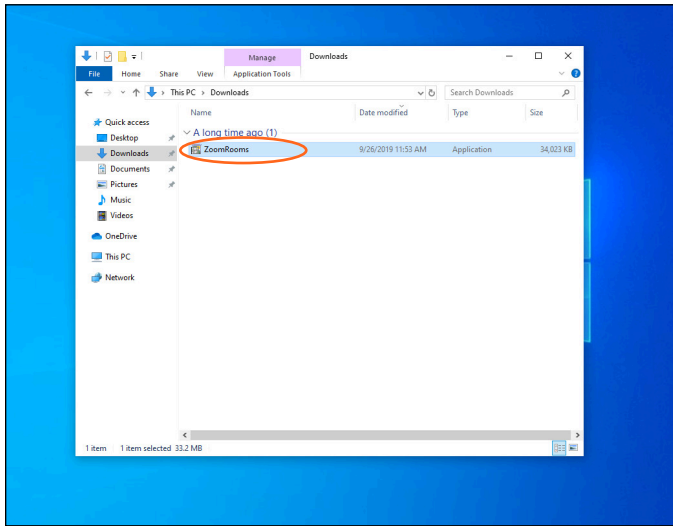 Manage Downloads
File Home Share View Application Tools
This PC > Downloads Search Downloads
Name Date modified Type Size
Quick access
A long time ago (1)
Desktop
Downloads ZoomRooms 9/26/2019 11:53 AM Application 34,023 KB
Documents
Pictures
Music
Videos
OneDrive
This PC
Network
1 item 1 item selected 33.2 MB